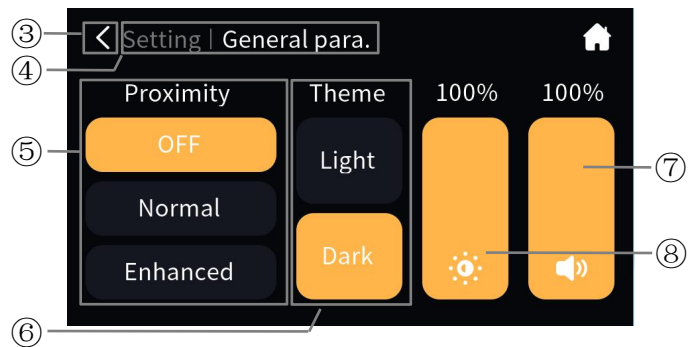 ③ Setting | General para.
④
Proximity Theme 100% 100%
⑤ OFF Light ⑦
Normal
Dark ⑧
Enhanced
⑥